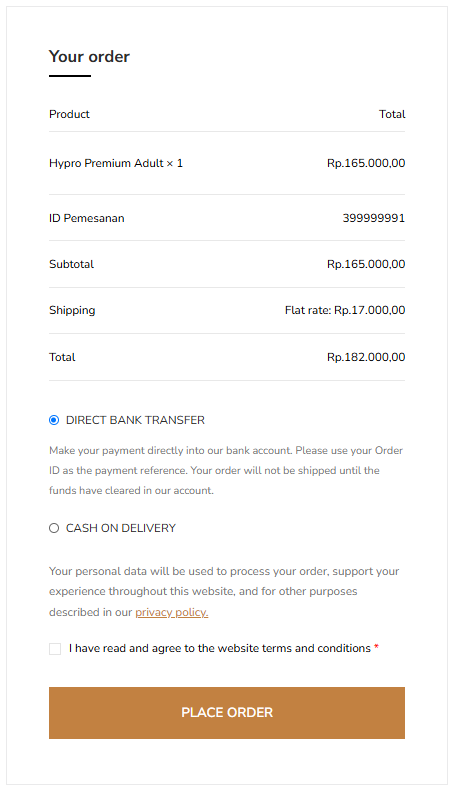 Your order
Product Total
Hypro Premium Adult × 1 Rp.165.000,00
ID Pemesanan 399999991
Subtotal Rp.165.000,00
Shipping Flat rate: Rp.17.000,00
Total Rp.182.000,00
DIRECT BANK TRANSFER
Make your payment directly into our bank account. Please use your Order
ID as the payment reference. Your order will not be shipped until the
funds have cleared in our account.
CASH ON DELIVERY
Your personal data will be used to process your order, support your
experience throughout this website, and for other purposes
described in our privacy policy.
I have read and agree to the website terms and conditions *
PLACE ORDER